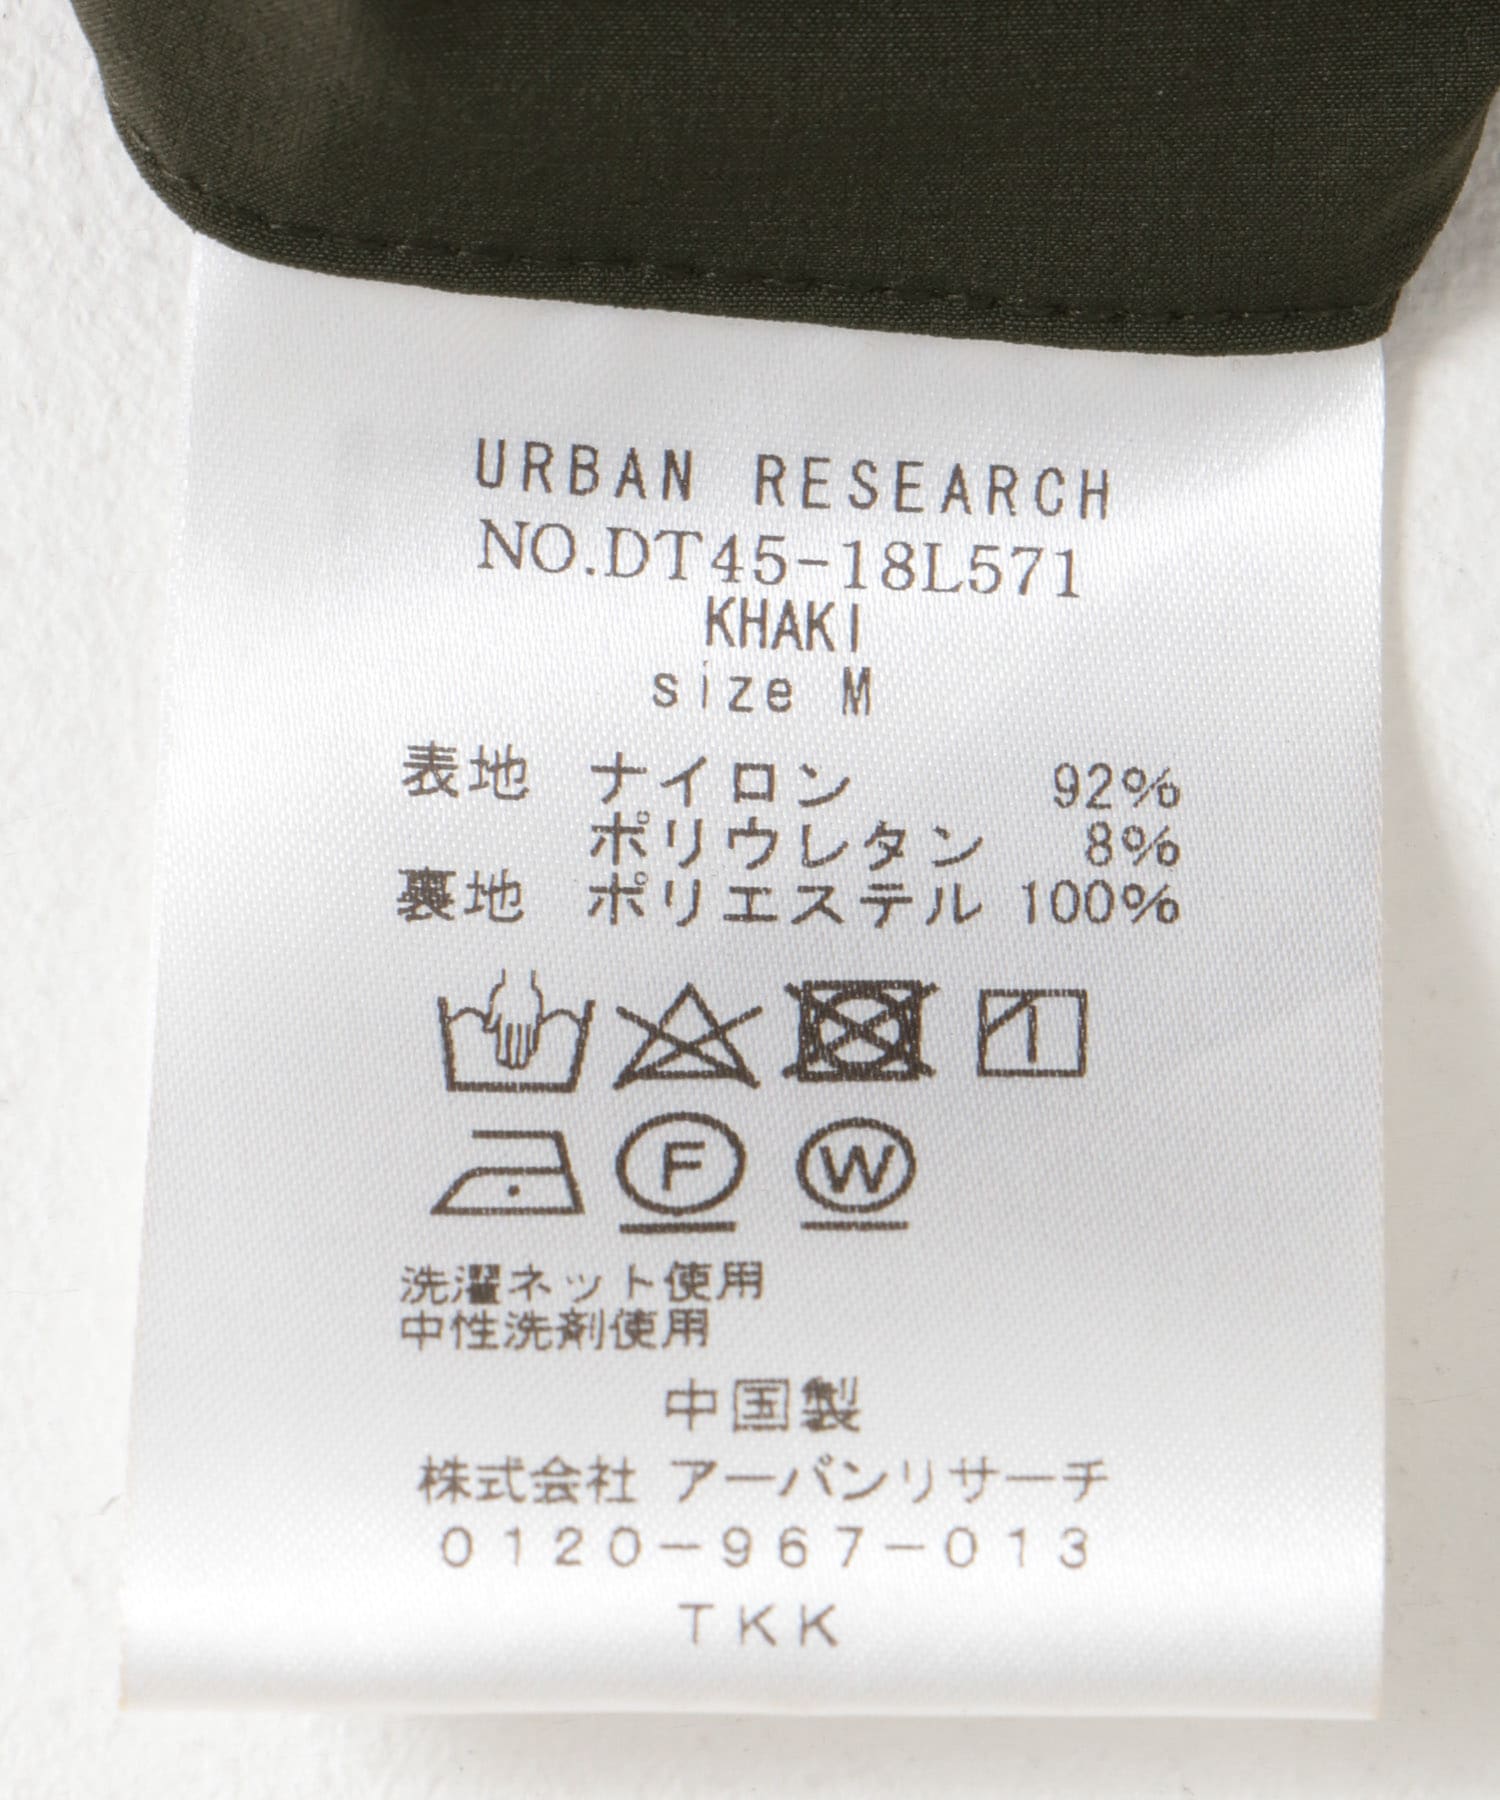 URBAN RESEARCH
NO.DT45-18L571
KHAKI
size M
表地 ナイロン 92%
ポリウレタン 8%
裏地 ポリエステル 100%
F W
洗濯ネット使用
中性洗剤使用
中国製
株式会社 アーバンリサーチ
0120-967-013
TKK